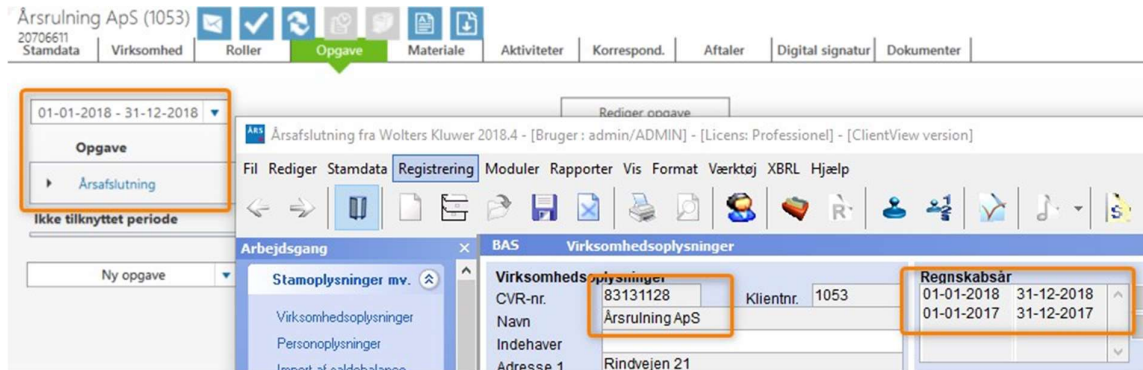 Årsrulning ApS (1053)
20706611
Stamdata Virksomhed Roller Opgave Materiale Aktiviteter Korrespond. Aftaler Digital signatur Dokumenter
01-01-2018 - 31-12-2018
Rediger opgave
Opgave
Årsafslutning
Ikke tilknyttet periode
Ny opgave
ÅRS Årsafslutning fra Wolters Kluwer 2018.4 - [Bruger : admin/ADMIN] - [Licens: Professionel] - [ClientView version]
Fil Rediger Stamdata Registrering Moduler Rapporter Vis Format Værktøj XBRL Hjælp
Arbejdsgang
Stamoplysninger mv.
Virksomhedsoplysninger
Personoplysninger
Import af saldobalance
BAS Virksomhedsoplysninger
Virksomhedsoplysninger
CVR-nr. 83131128 Klientnr. 1053
Navn Årsrulning ApS
Indehaver
Adresse 1 Rindvejen 21
Regnskabsår
01-01-2018 31-12-2018
01-01-2017 31-12-2017